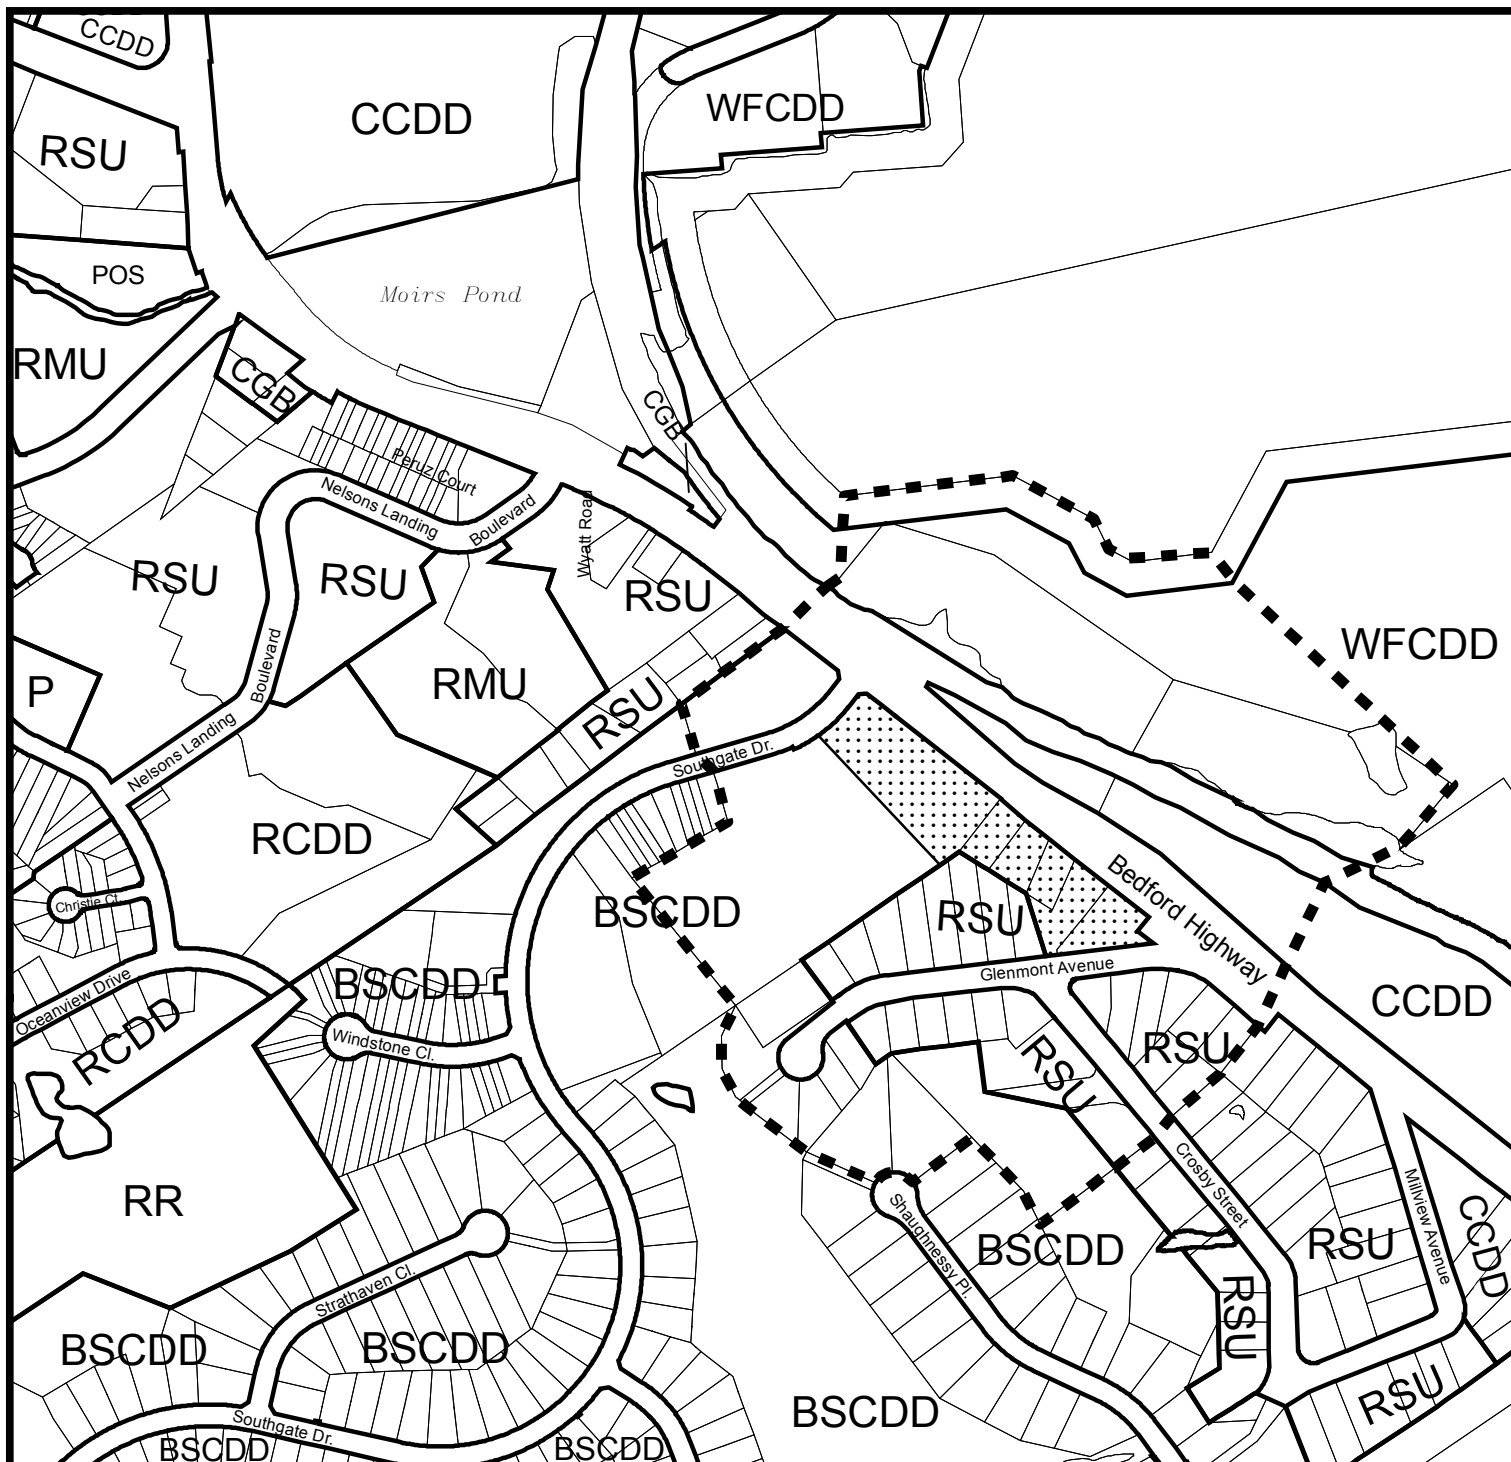 CCDD
CCDD
WFCDD
RSU
POS
Moirs Pond
RMU
CGB
CGB
Peruz Court
Nelsons Landing
Boulevard
Wyatt Road
RSU
RSU
RSU
WFCDD
Boulevard
P
RMU
RSU
Nelsons Landing
Southgate Dr.
RCDD
Bedford Highway
Christie Ct.
BSCDD
RSU
BSCDD
Glenmont Avenue
Oceanview Drive
CCDD
RCDD
Windstone Cl.
RSU
RSU
Crosby Street
RR
Shaughnessy Pl.
Millview Avenue
BSCDD
RSU
CCDD
Strathaven Cl.
RSU
BSCDD
BSCDD
RSU
BSCDD
Southgate Dr.
BSCDD
BSCDD